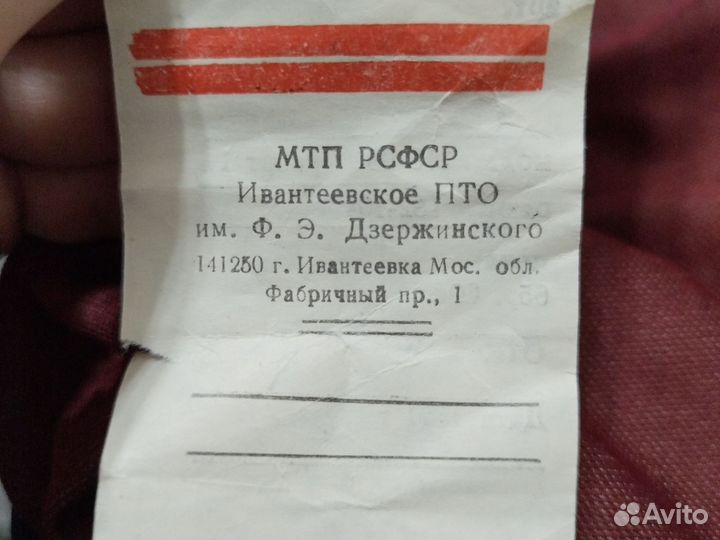 МТП РСФСР
Ивантеевское ПТО
им. Ф. Э. Дзержинского
141250 г. Ивантеевка Мос. обл.
Фабричный пр., 1
Avito